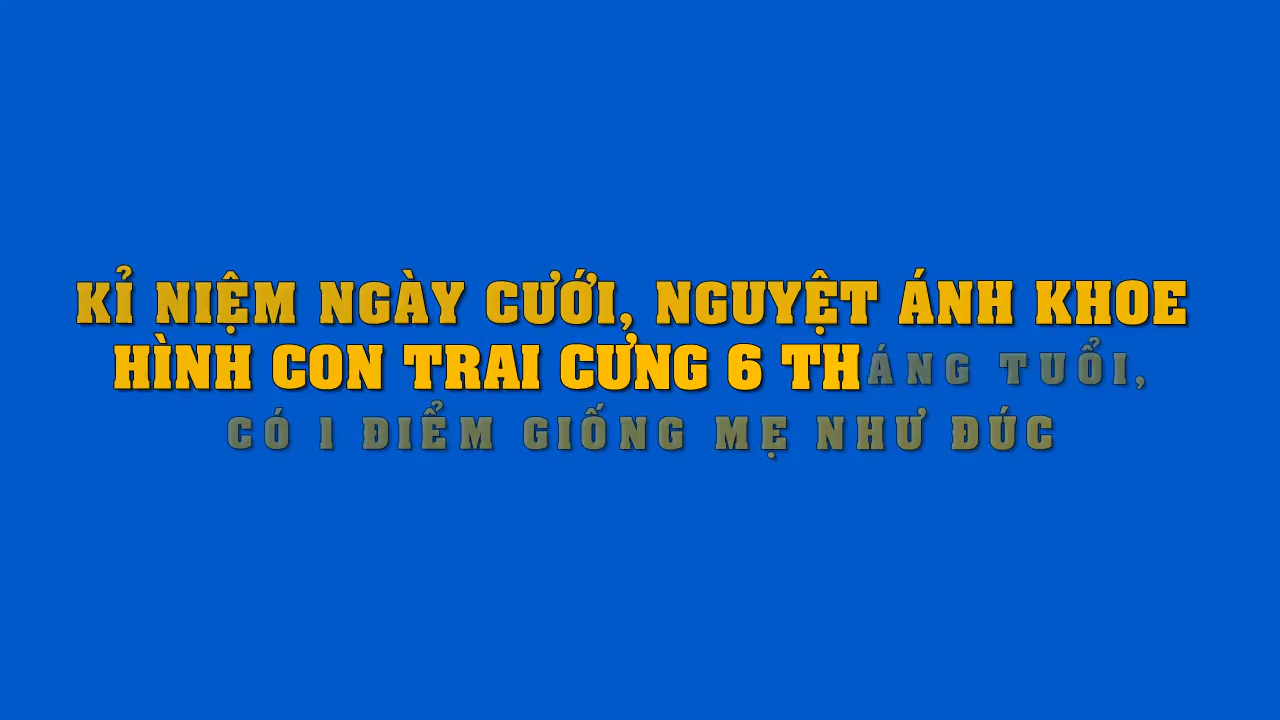 KỈ NIỆM NGÀY CƯỚI, NGUYỆT ÁNH KHOE
HÌNH CON TRAI CƯNG 6 THÁNG TUỔI,
CÓ 1 ĐIỂM GIỐNG MẸ NHƯ ĐÚC